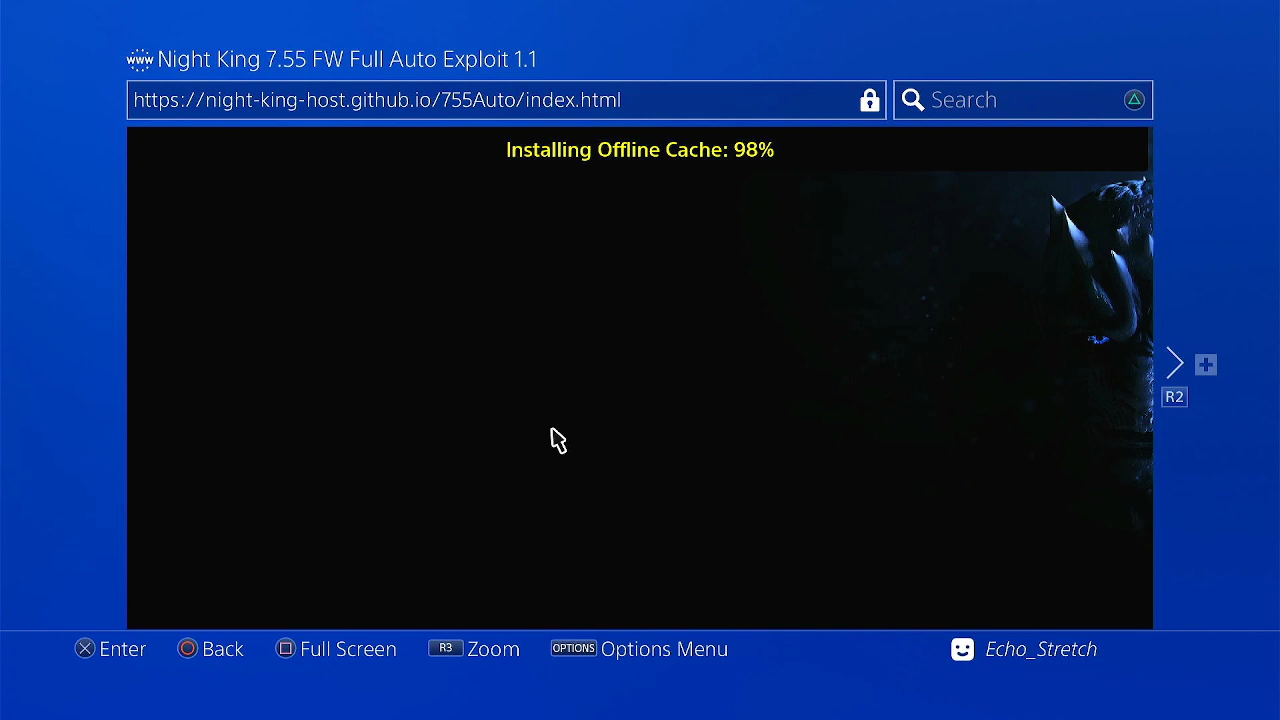 www Night King 7.55 FW Full Auto Exploit 1.1
https://night-king-host.github.io/755Auto/index.html Search
Installing Offline Cache: 98%
R2
Enter Back Full Screen R3 Zoom OPTIONS Options Menu Echo_Stretch